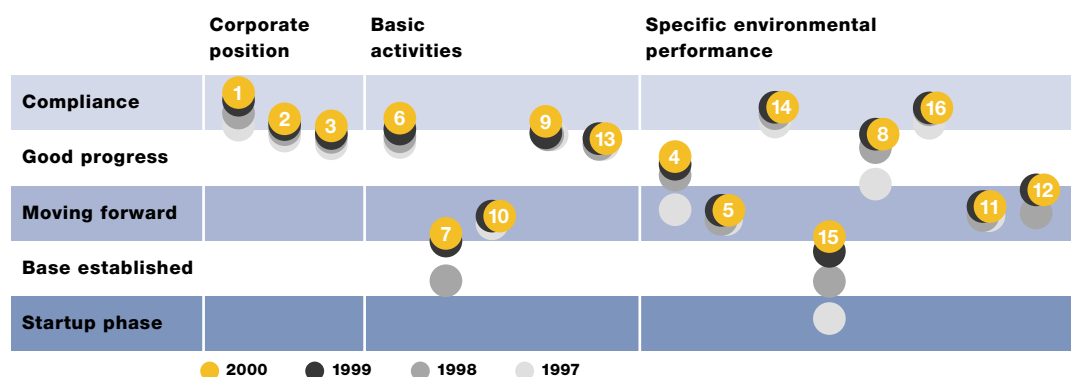 Corporate position
Basic activities
Specific environmental performance
Compliance
1
2
3
6
9
13
14
16
8
Good progress
4
Moving forward
10
5
11
12
7
15
Base established
Startup phase
2000
1999
1998
1997